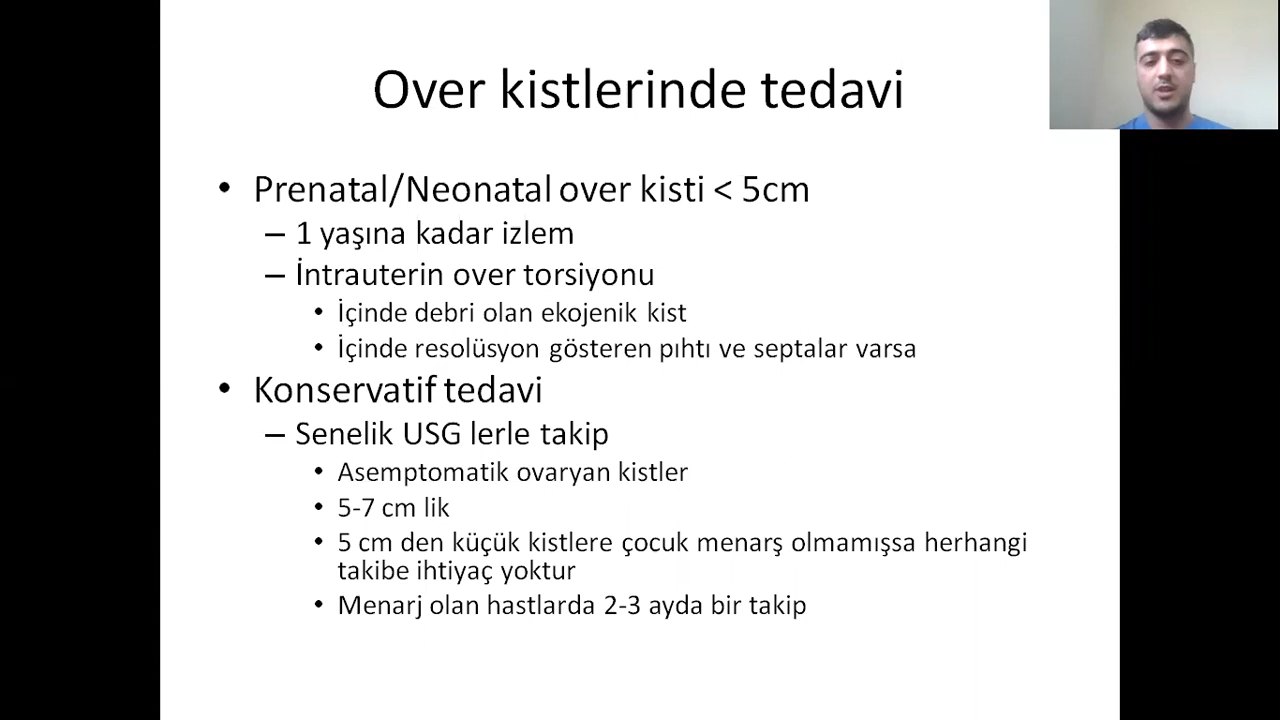 Over kistlerinde tedavi
• Prenatal/Neonatal over kisti < 5cm
– 1 yaşına kadar izlem
– İntrauterin over torsiyonu
• İçinde debri olan ekojenik kist
• İçinde resolüsyon gösteren pıhtı ve septalar varsa
• Konservatif tedavi
– Senelik USG lerle takip
• Asemptomatik ovaryan kistler
• 5-7 cm lik
• 5 cm den küçük kistlere çocuk menarş olmamışsa herhangi
takibe ihtiyaç yoktur
• Menarj olan hastlarda 2-3 ayda bir takip